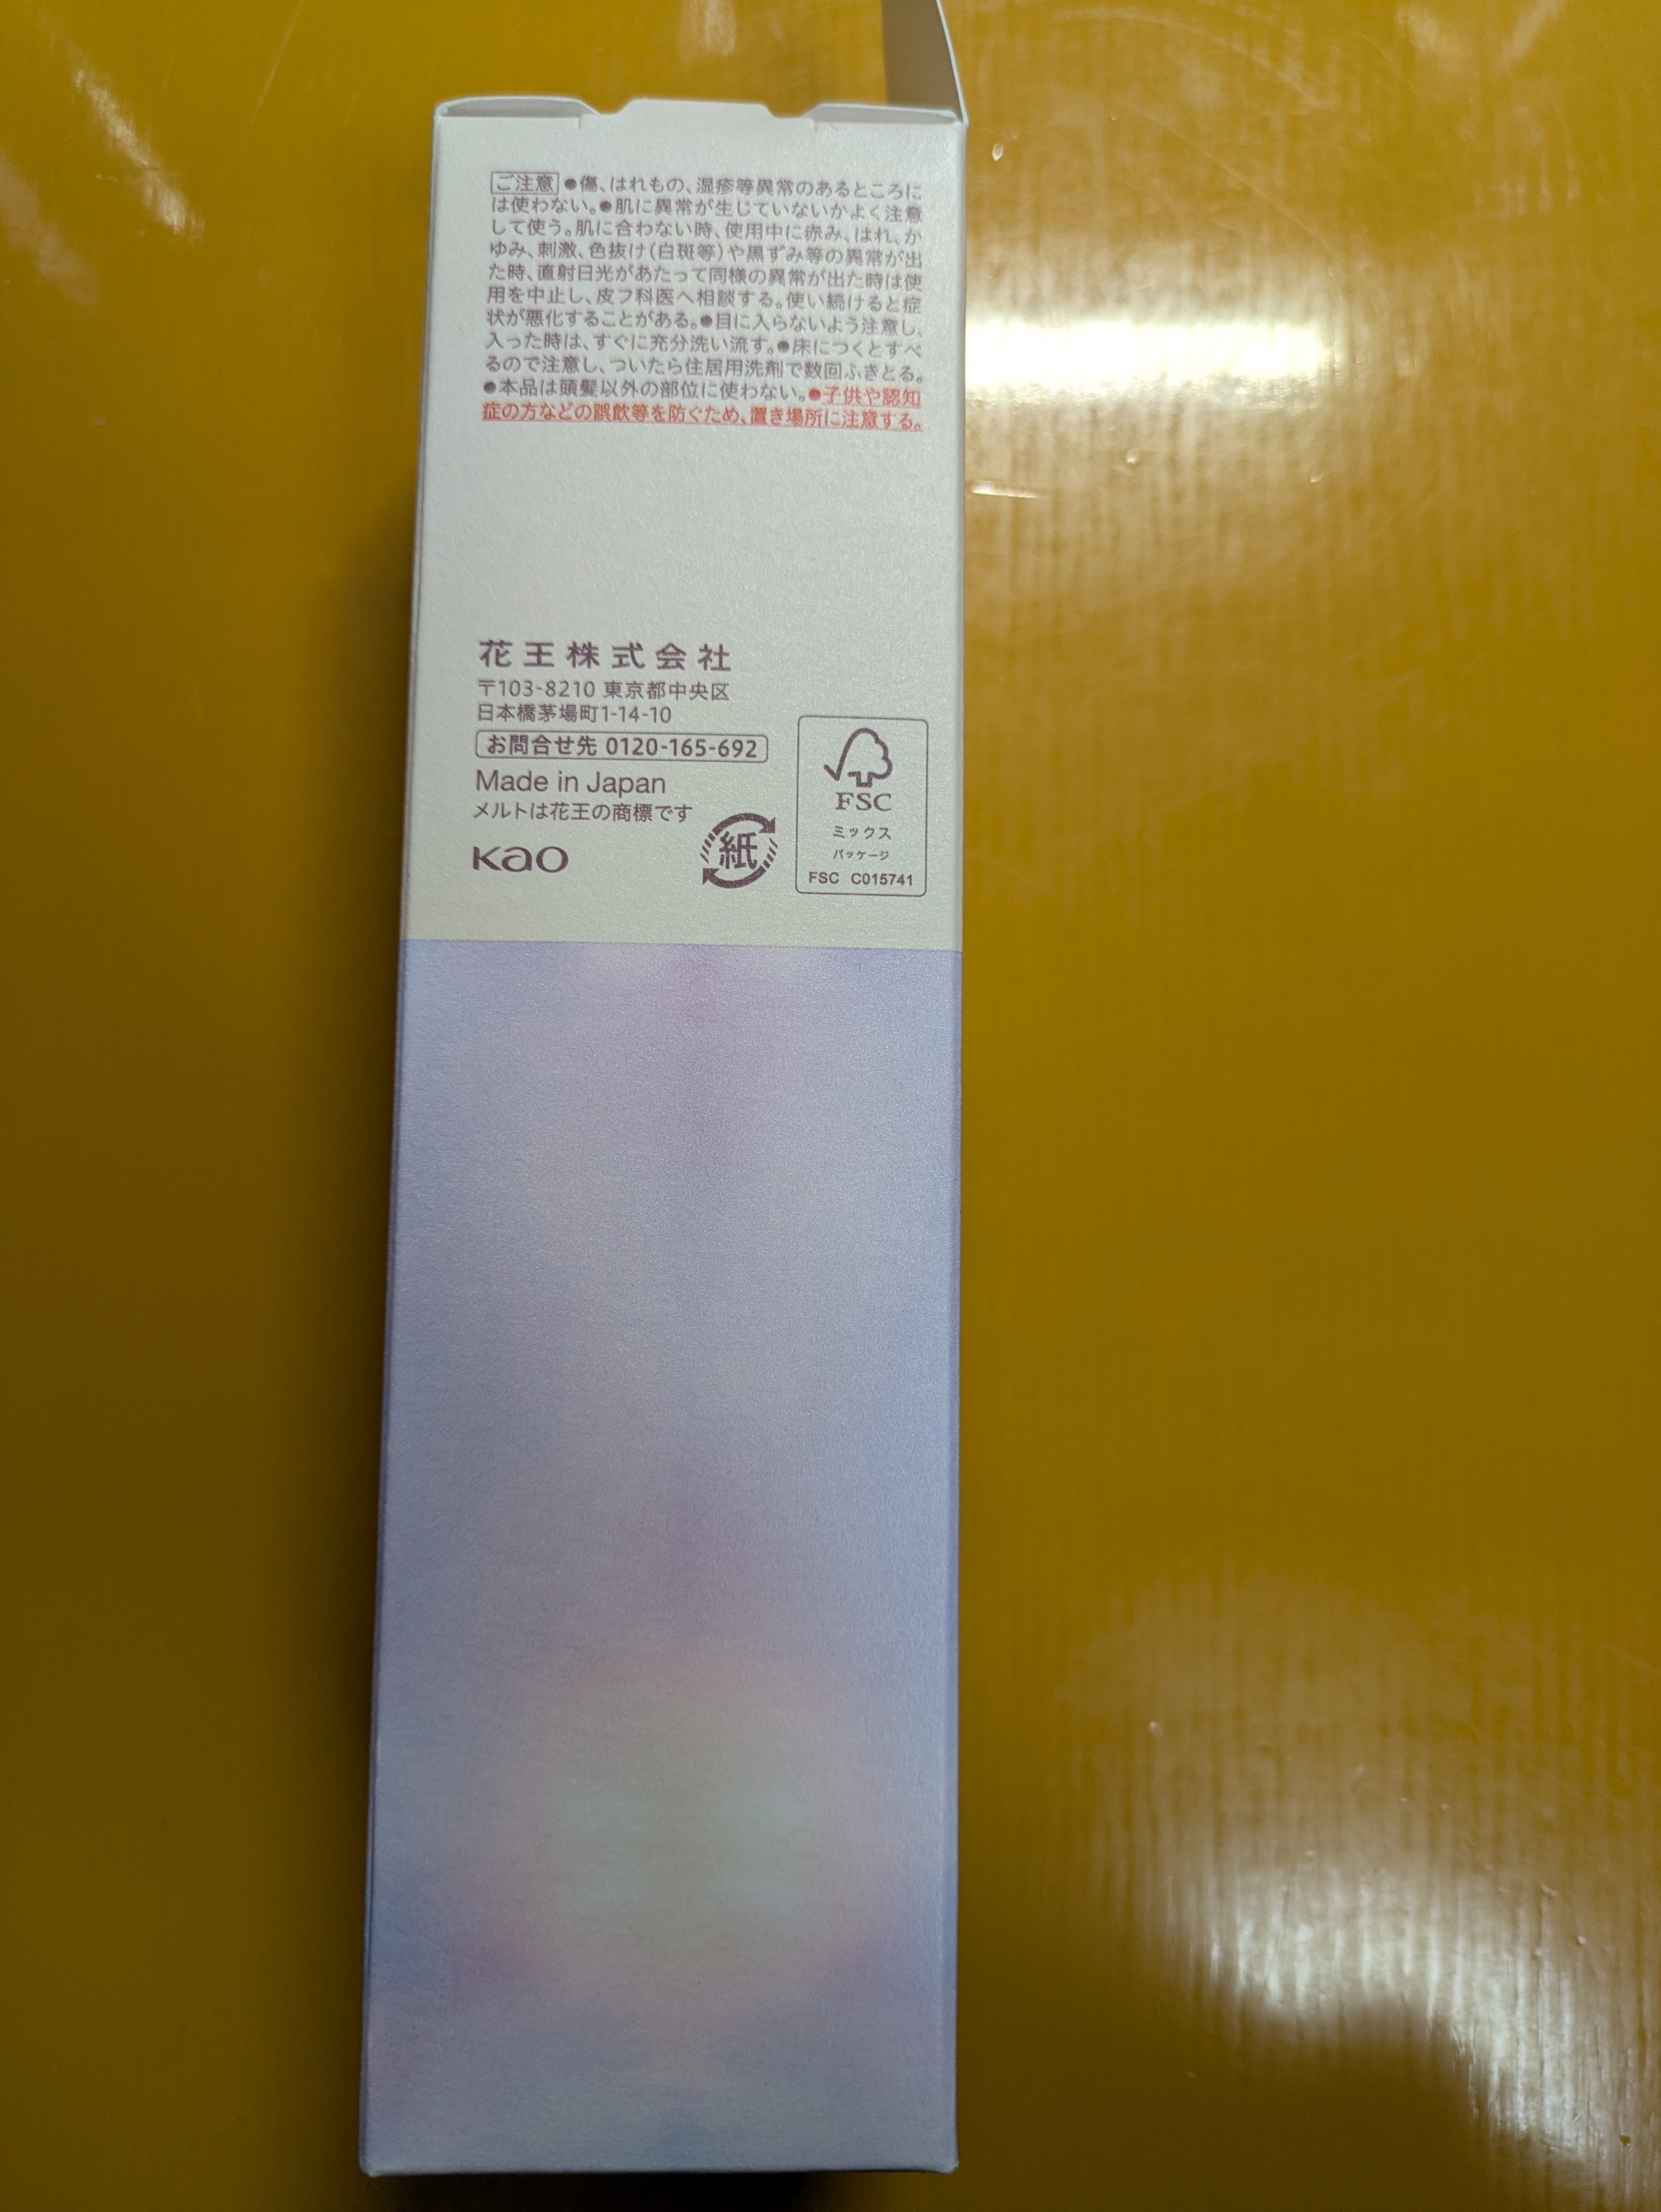 ご注意 ●傷、はれもの、湿疹等異常のあるところに
は使わない。●肌に異常が生じていないかよく注意
して使う。肌に合わない時、使用中に赤み、はれ、か
ゆみ、刺激、色抜け(白斑等)や黒ずみ等の異常が出
た時、直射日光があたって同様の異常が出た時は使
用を中止し、皮フ科医へ相談する。使い続けると症
状が悪化することがある。●目に入らないよう注意し、
入った時は、すぐに充分洗い流す。●床につくとすべ
るので注意し、ついたら住居用洗剤で数回ふきとる。
●本品は頭髪以外の部位に使わない。●子供や認知
症の方などの誤飲等を防ぐため、置き場所に注意する。
花王株式会社
〒103-8210 東京都中央区
日本橋茅場町1-14-10
お問合せ先 0120-165-692
Made in Japan
メルトは花王の商標です
Kao
紙
FSC
ミックス
パッケージ
FSC C015741